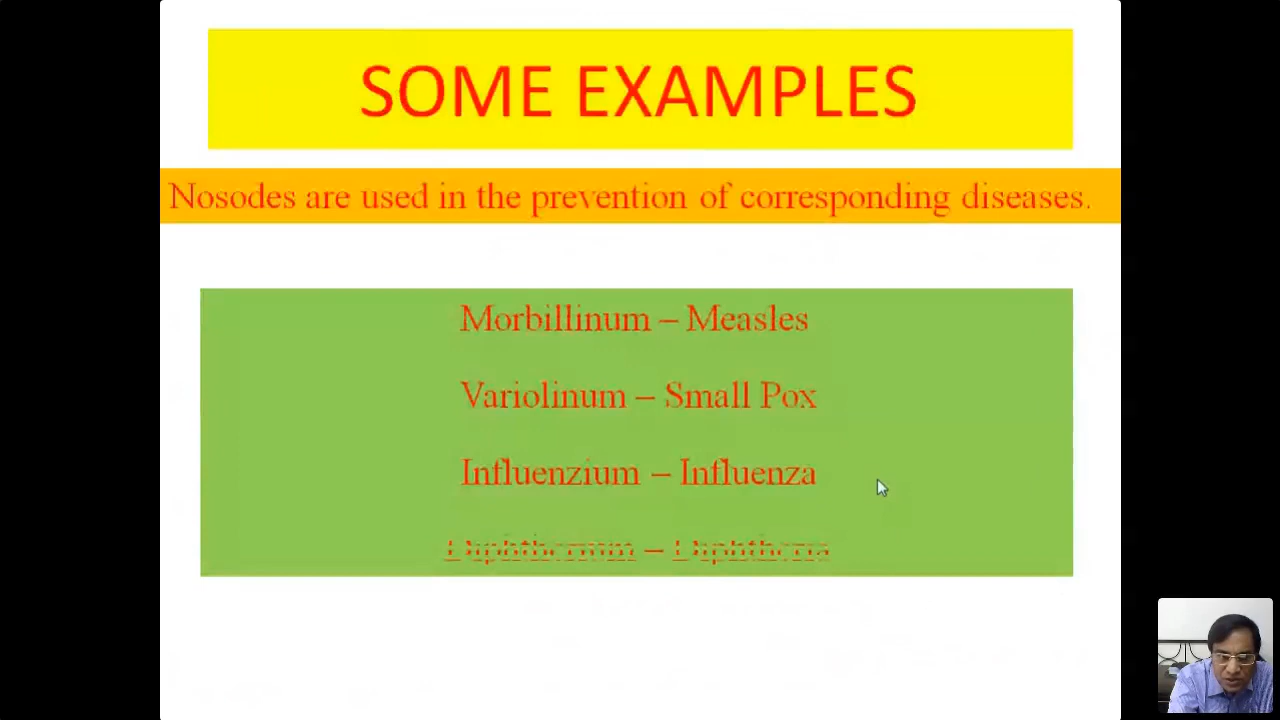 SOME EXAMPLES
Nosodes are used in the prevention of corresponding diseases.
Morbillinum – Measles
Variolinum – Small Pox
Influenzium – Influenza
– Diphtheria